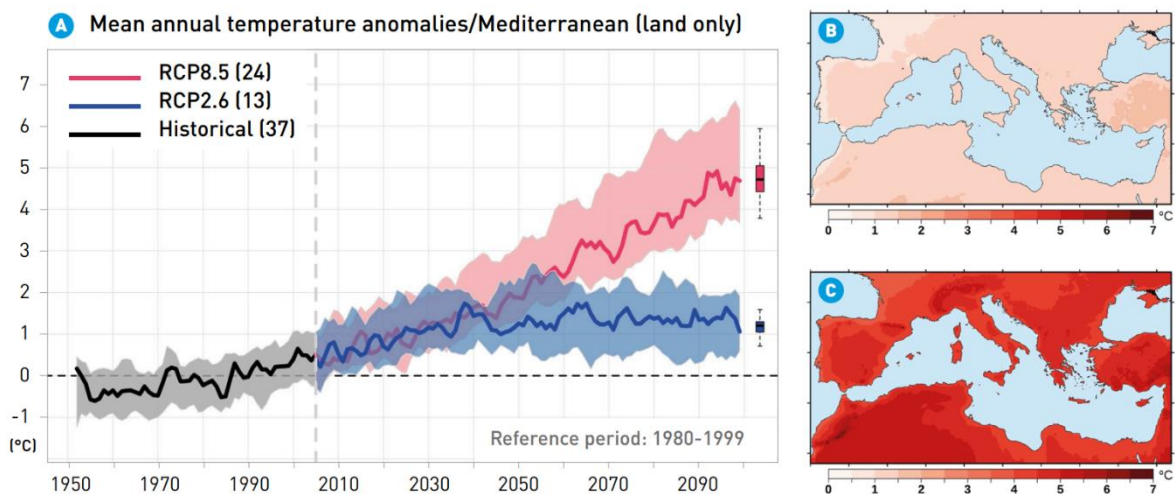 A Mean annual temperature anomalies/Mediterranean (land only)
RCP8.5 (24)
RCP2.6 (13)
Historical (37)
7
6
5
4
3
2
1
0
-1
(°C)
Reference period: 1980-1999
1950 1970 1990 2010 2030 2050 2070 2090
B
0 1 2 3 4 5 6 7 °C
C
0 1 2 3 4 5 6 7 °C